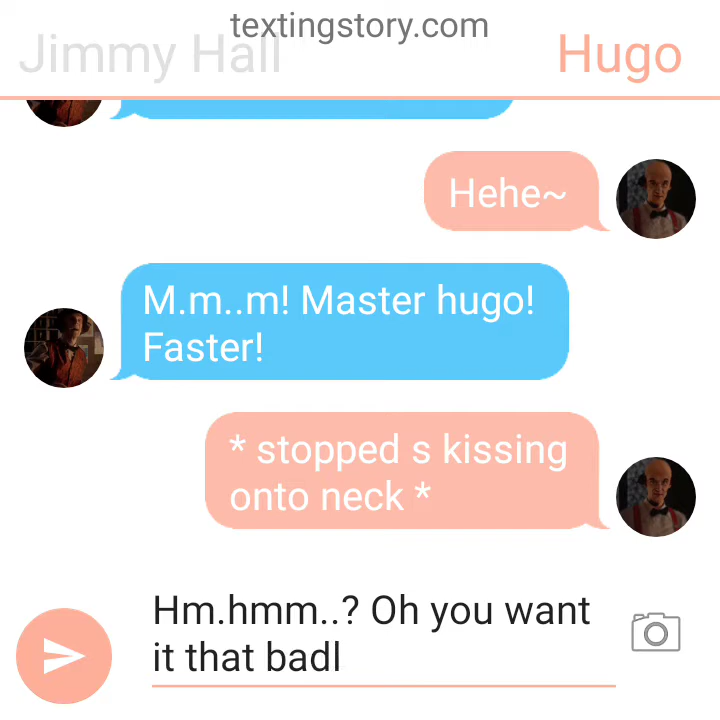 textingstory.com
Jimmy Hall
Hugo
Hehe~
M.m..m! Master hugo!
Faster!
* stopped s kissing
onto neck *
Hm.hmm..? Oh you want
it that badl